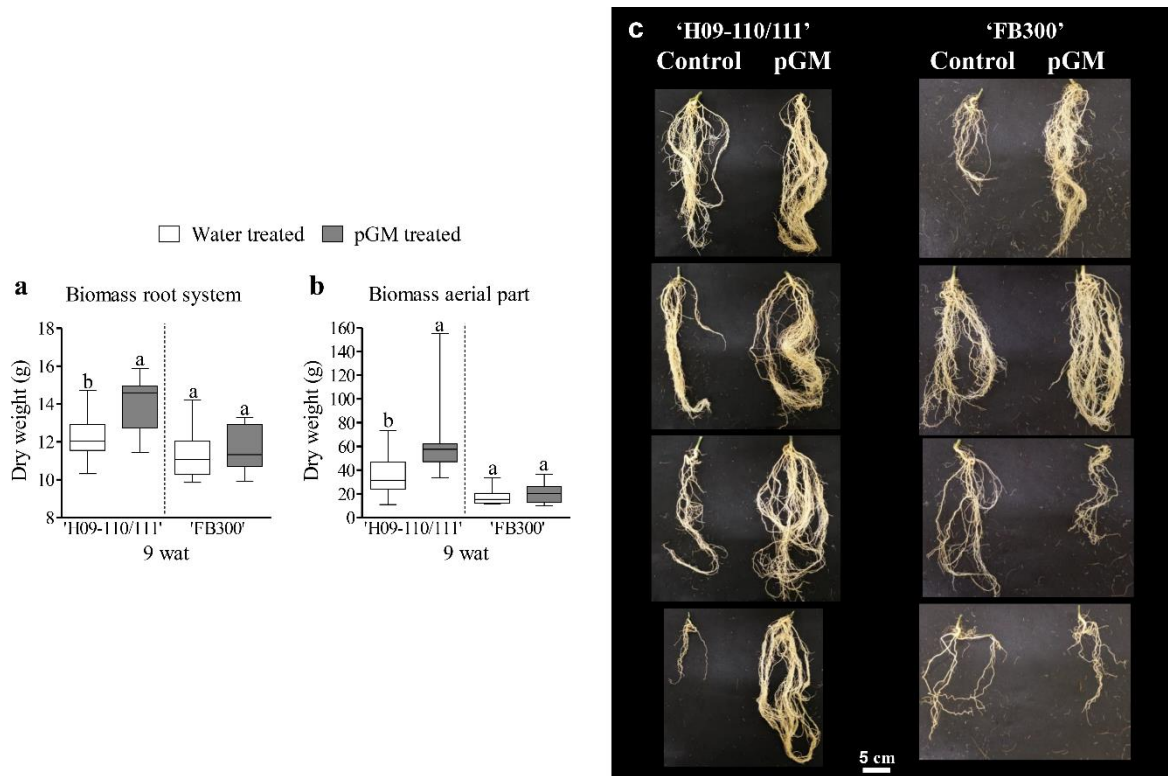 Water treated pGM treated
a Biomass root system
Dry weight (g)
18
16
14
12
10
8
b a a a
'H09-110/111' 'FB300'
9 wat
b Biomass aerial part
Dry weight (g)
160
140
120
100
80
60
40
20
0
b a a a
'H09-110/111' 'FB300'
9 wat
c ‘H09-110/111’ ‘FB300’
Control pGM Control pGM
5 cm